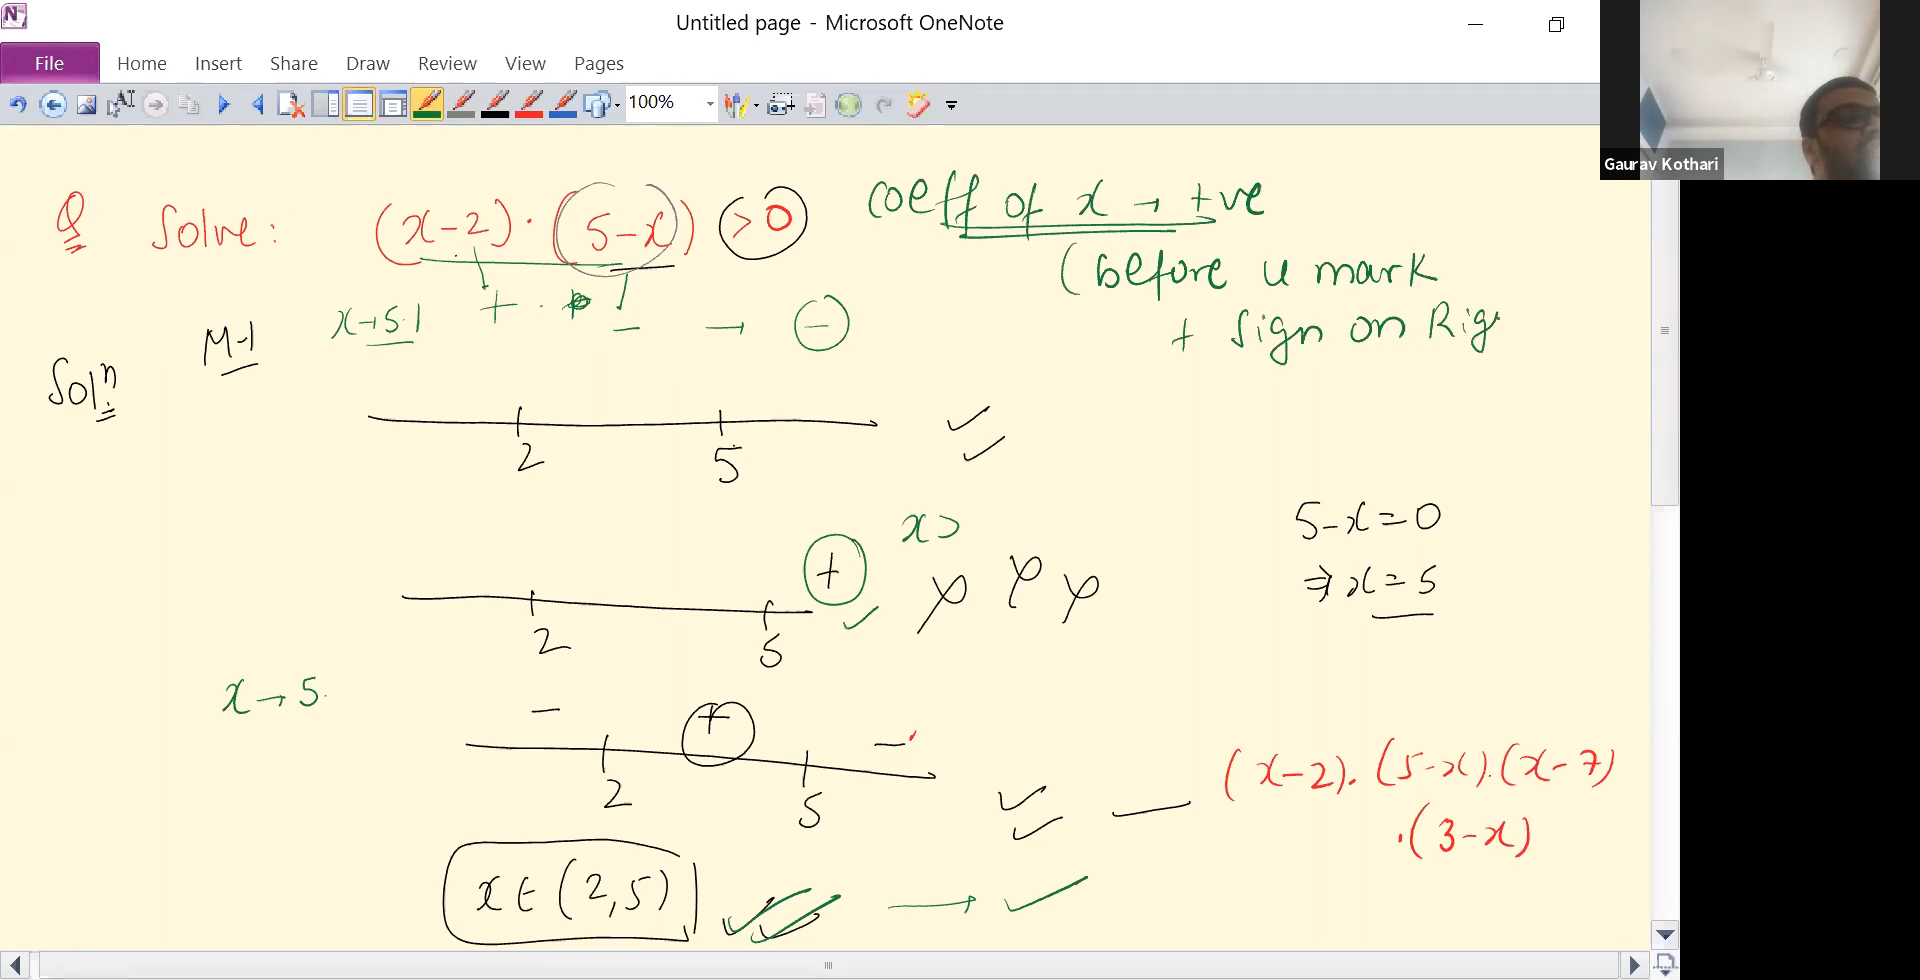 Untitled page - Microsoft OneNote
File Home Insert Share Draw Review View Pages
100%
Gaurav Kothari
Q Solve: (x-2)·(5-x) >0
coeff of x → +ve
(before u mark
+ Sign on Rig
x→5.1 + · - → -
M-1
Solⁿ
2 5
x>
+
2 5
5-x=0
⇒ x=5
x→5.
- + -
2 5
(x-2).(5-x).(x-7)
.(3-x)
x ∈ (2,5)
→